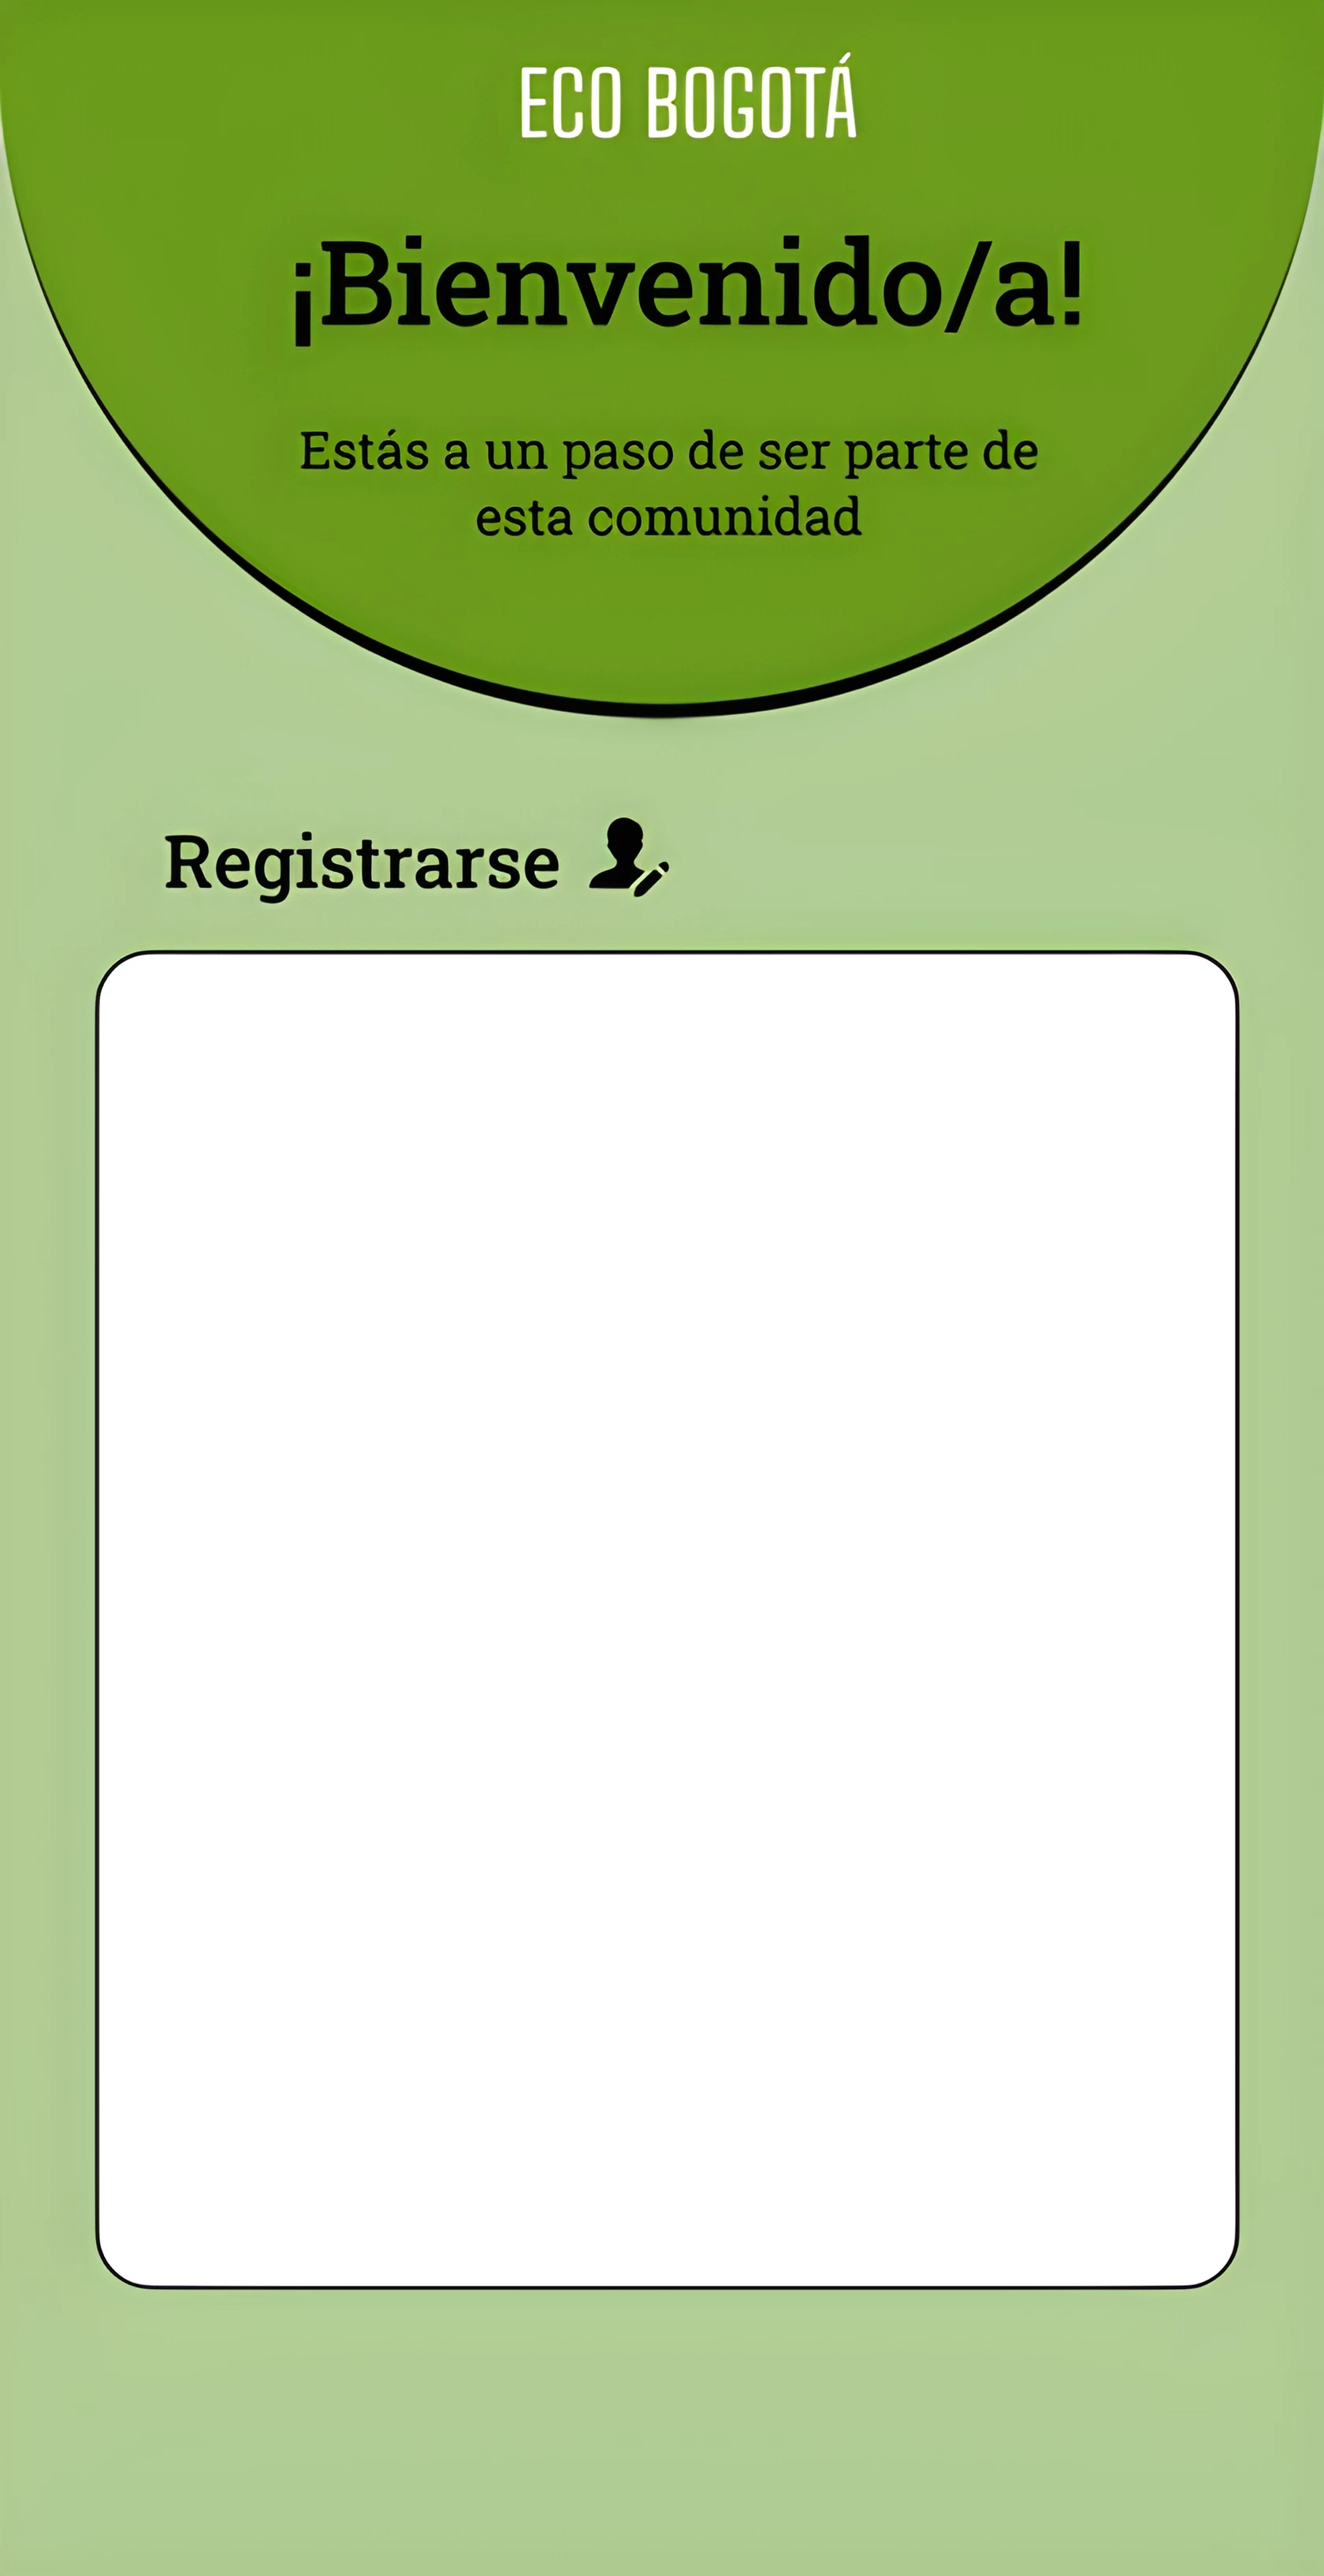 ECO BOGOTÁ
¡Bienvenido/a!
Estás a un paso de ser parte de
esta comunidad
Registrarse